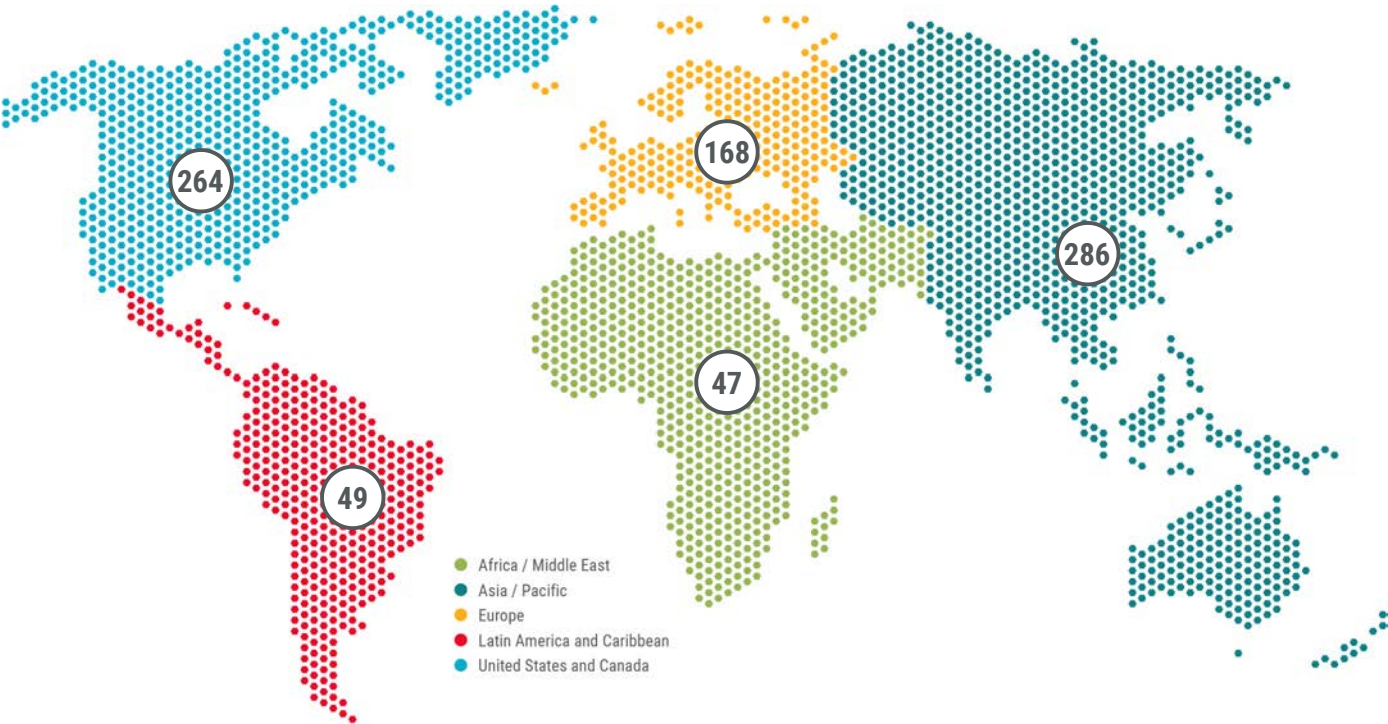 264
168
286
47
49
Africa / Middle East
Asia / Pacific
Europe
Latin America and Caribbean
United States and Canada